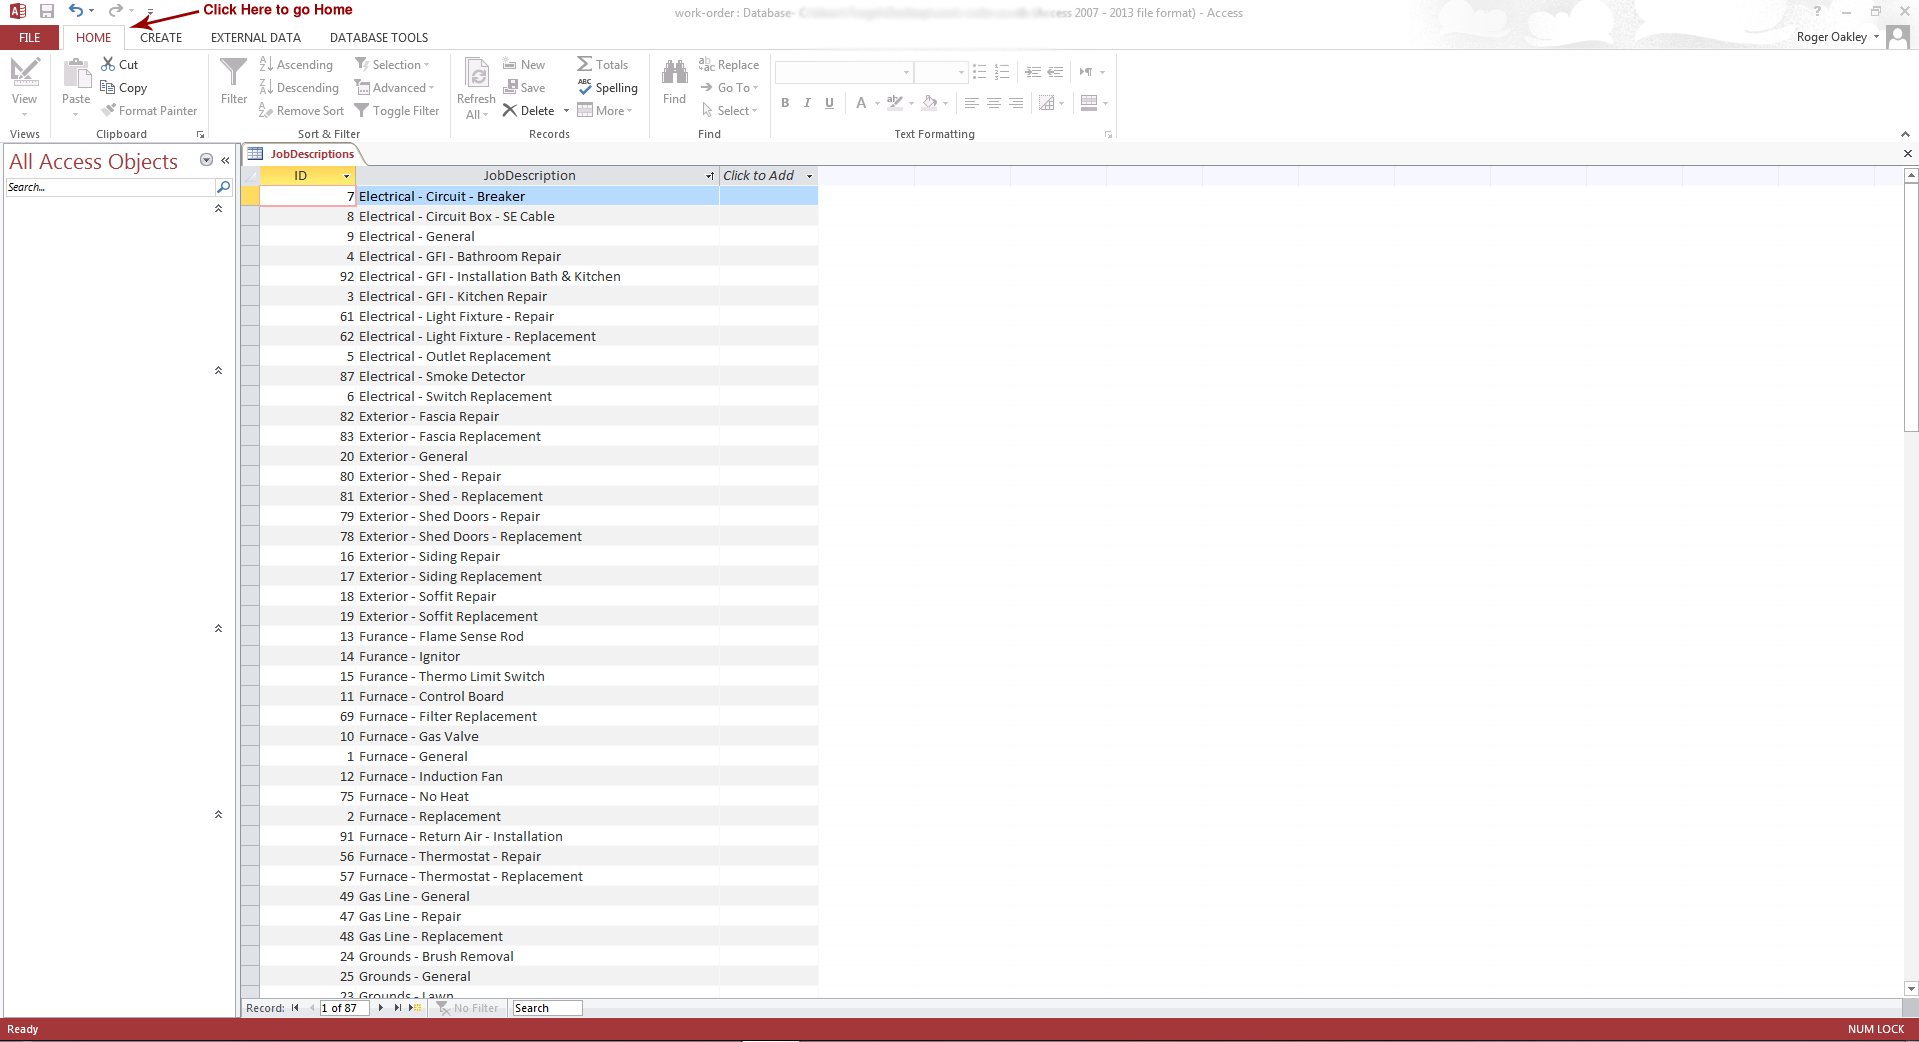 Click Here to go Home
work-order : Database- (Access 2007 - 2013 file format) - Access
?
FILE HOME CREATE EXTERNAL DATA DATABASE TOOLS
Roger Oakley
View
Views
Paste
Cut
Copy
Format Painter
Clipboard
Filter
Ascending
Descending
Remove Sort
Selection
Advanced
Toggle Filter
Sort & Filter
Refresh
All
New
Save
Delete
Totals
Spelling
More
Records
Find
Replace
Go To
Select
Find
B I U A
Text Formatting
All Access Objects
Search...
JobDescriptions
ID JobDescription Click to Add
7 Electrical - Circuit - Breaker
8 Electrical - Circuit Box - SE Cable
9 Electrical - General
4 Electrical - GFI - Bathroom Repair
92 Electrical - GFI - Installation Bath & Kitchen
3 Electrical - GFI - Kitchen Repair
61 Electrical - Light Fixture - Repair
62 Electrical - Light Fixture - Replacement
5 Electrical - Outlet Replacement
87 Electrical - Smoke Detector
6 Electrical - Switch Replacement
82 Exterior - Fascia Repair
83 Exterior - Fascia Replacement
20 Exterior - General
80 Exterior - Shed - Repair
81 Exterior - Shed - Replacement
79 Exterior - Shed Doors - Repair
78 Exterior - Shed Doors - Replacement
16 Exterior - Siding Repair
17 Exterior - Siding Replacement
18 Exterior - Soffit Repair
19 Exterior - Soffit Replacement
13 Furance - Flame Sense Rod
14 Furance - Ignitor
15 Furance - Thermo Limit Switch
11 Furnace - Control Board
69 Furnace - Filter Replacement
10 Furnace - Gas Valve
1 Furnace - General
12 Furnace - Induction Fan
75 Furnace - No Heat
2 Furnace - Replacement
91 Furnace - Return Air - Installation
56 Furnace - Thermostat - Repair
57 Furnace - Thermostat - Replacement
49 Gas Line - General
47 Gas Line - Repair
48 Gas Line - Replacement
24 Grounds - Brush Removal
25 Grounds - General
23 Grounds - Lawn
Record: 1 of 87 No Filter Search
Ready NUM LOCK